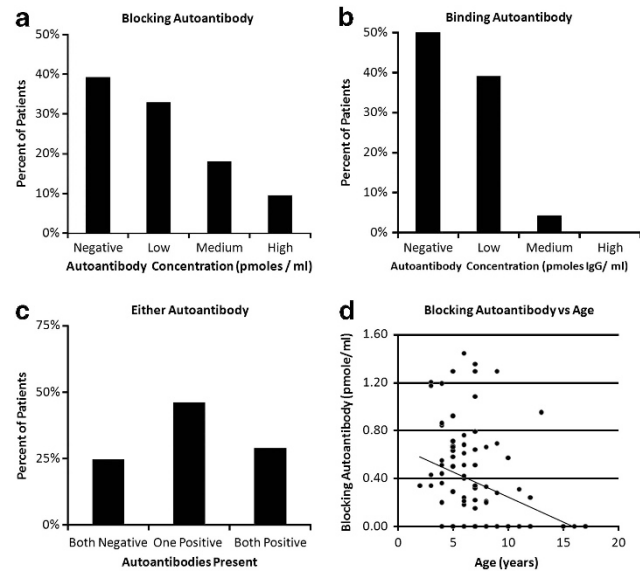 a
Blocking Autoantibody
50%
40%
30%
20%
10%
0%
Percent of Patients
Negative Low Medium High
Autoantibody Concentration (pmoles / ml)
b
Binding Autoantibody
50%
40%
30%
20%
10%
0%
Percent of Patients
Negative Low Medium High
Autoantibody Concentration (pmoles IgG/ ml)
c
Either Autoantibody
75%
50%
25%
0%
Percent of Patients
Both Negative One Positive Both Positive
Autoantibodies Present
d
Blocking Autoantibody vs Age
1.60
1.20
0.80
0.40
0.00
Blocking Autoantibody (pmole/ml)
0 5 10 15 20
Age (years)